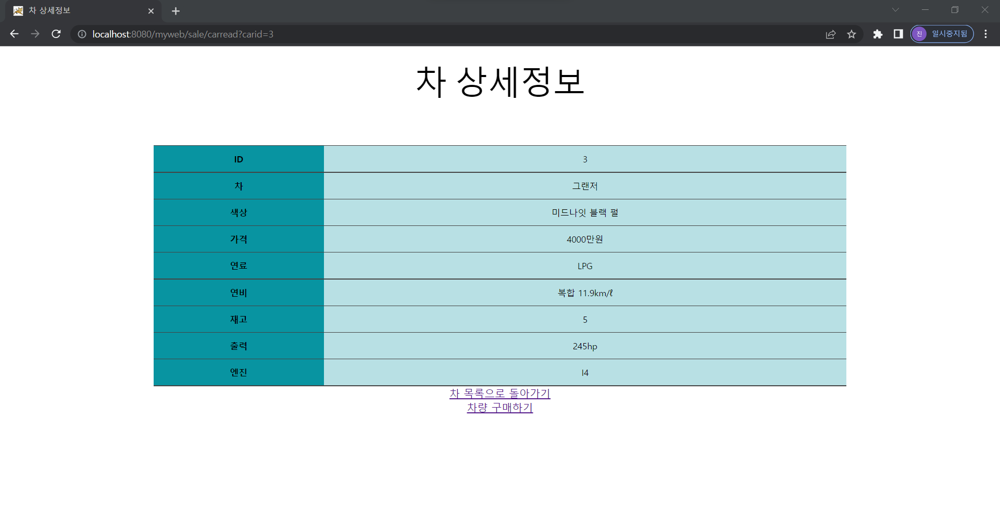 차 상세정보
localhost:8080/myweb/sale/carread?carid=3
진 일시중지됨
차 상세정보
ID 3
차 그랜저
색상 미드나잇 블랙 펄
가격 4000만원
연료 LPG
연비 복합 11.9km/ℓ
재고 5
출력 245hp
엔진 I4
차 목록으로 돌아가기
차량 구매하기